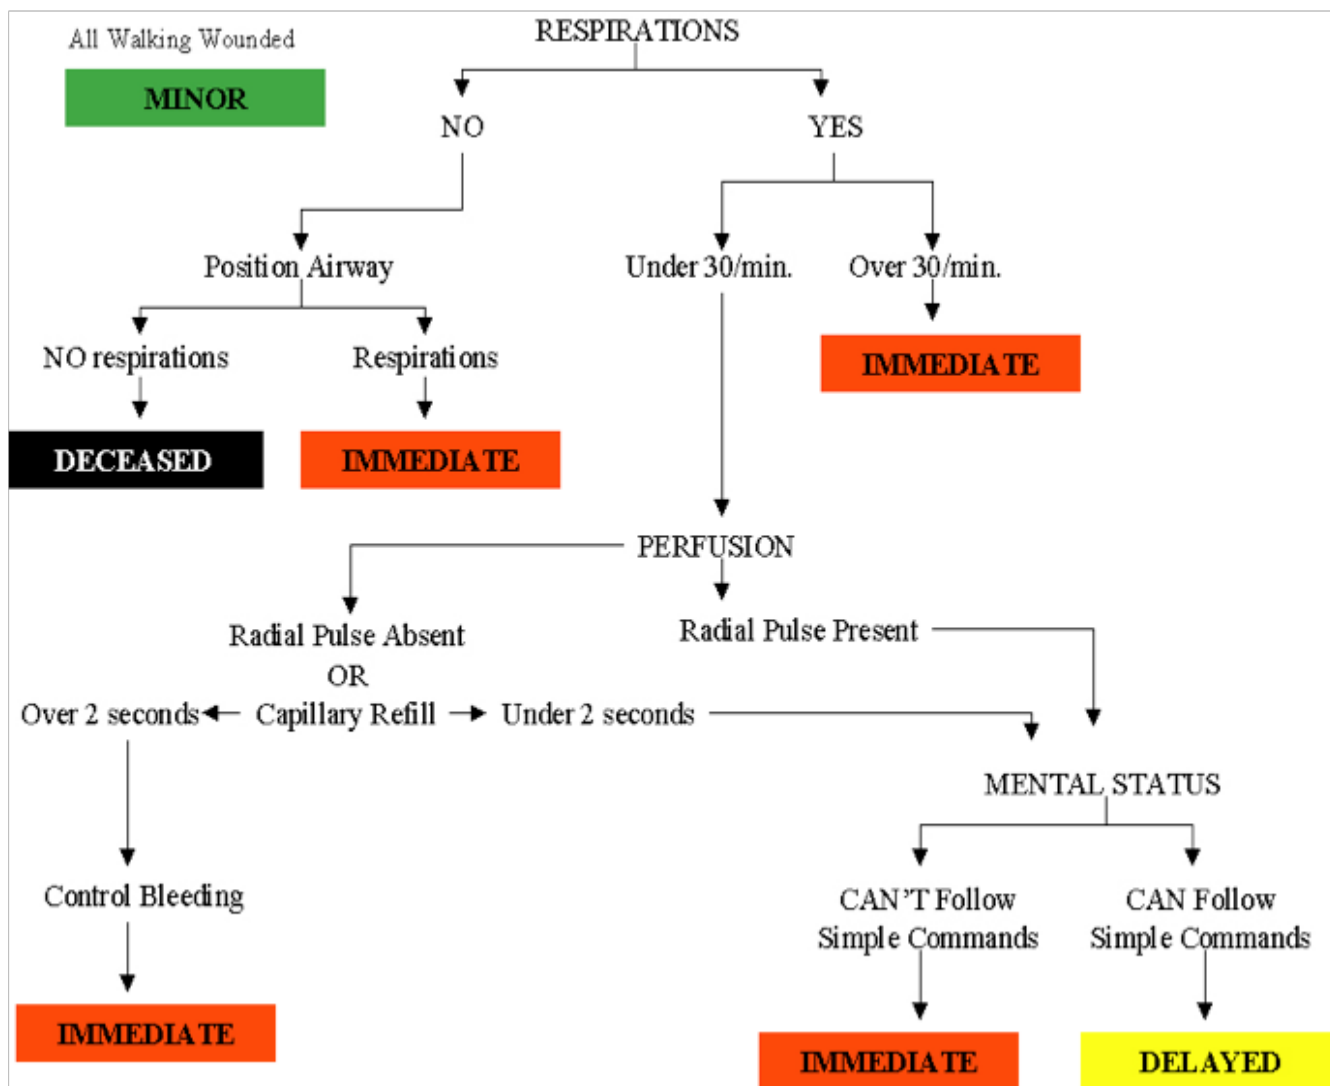 All Walking Wounded
MINOR
RESPIRATIONS
NO
YES
Position Airway
Under 30/min.
Over 30/min.
NO respirations
Respirations
IMMEDIATE
DECEASED
IMMEDIATE
PERFUSION
Radial Pulse Absent
Radial Pulse Present
OR
Over 2 seconds
Capillary Refill
Under 2 seconds
MENTAL STATUS
Control Bleeding
CAN'T Follow
Simple Commands
CAN Follow
Simple Commands
IMMEDIATE
IMMEDIATE
DELAYED